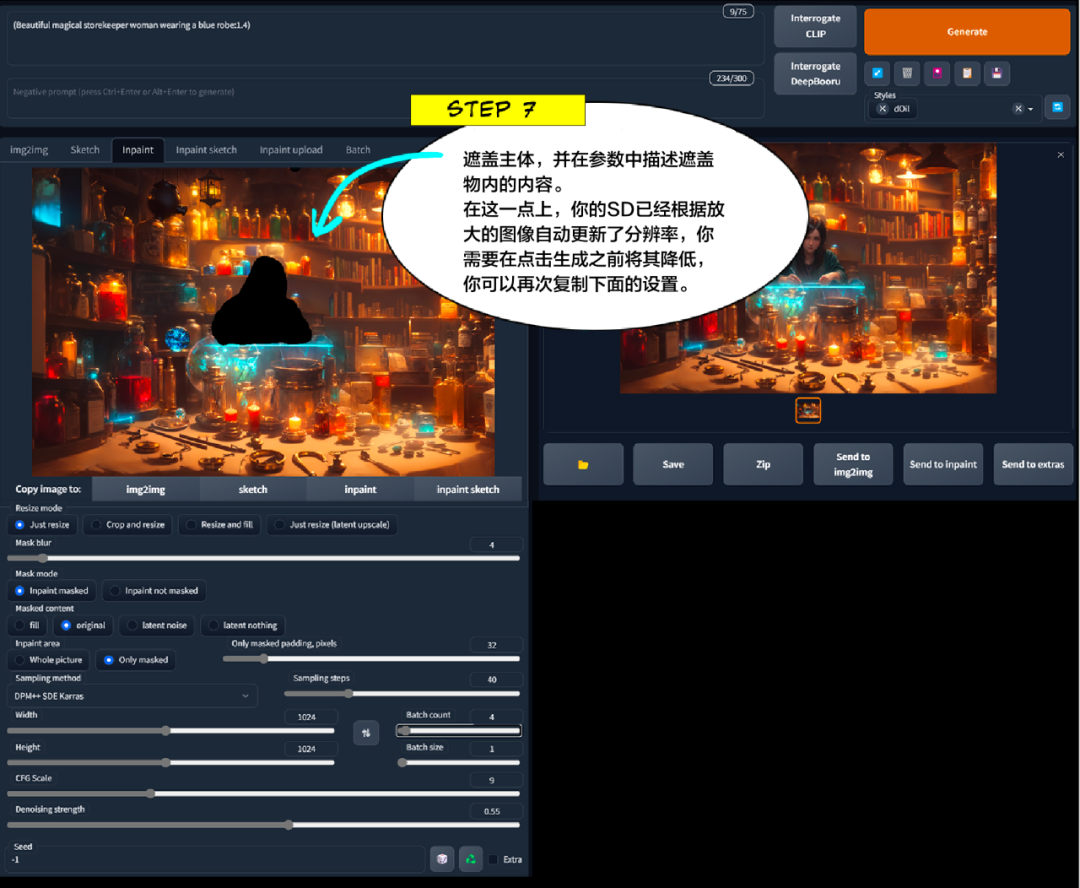 (Beautiful magical storekeeper woman wearing a blue robe:1.4)
9/75
Interrogate
CLIP
Generate
Negative prompt (press Ctrl+Enter or Alt+Enter to generate)
234/300
Interrogate
DeepBooru
Styles
dOil
STEP 7
img2img
Sketch
Inpaint
Inpaint sketch
Inpaint upload
Batch
遮盖主体，并在参数中描述遮盖
物内的内容。
在这一点上，你的SD已经根据放
大的图像自动更新了分辨率，你
需要在点击生成之前将其降低，
你可以再次复制下面的设置。
Save
Zip
Send to
img2img
Send to inpaint
Send to extras
Copy image to:
img2img
sketch
inpaint
inpaint sketch
Resize mode
Just resize
Crop and resize
Resize and fill
Just resize (latent upscale)
Mask blur
4
Mask mode
Inpaint masked
Inpaint not masked
Masked content
fill
original
latent noise
latent nothing
Inpaint area
Whole picture
Only masked
Only masked padding, pixels
32
Sampling method
DPM++ SDE Karras
Sampling steps
40
Width
1024
Batch count
4
Height
1024
Batch size
1
CFG Scale
9
Denoising strength
0.55
Seed
-1
Extra